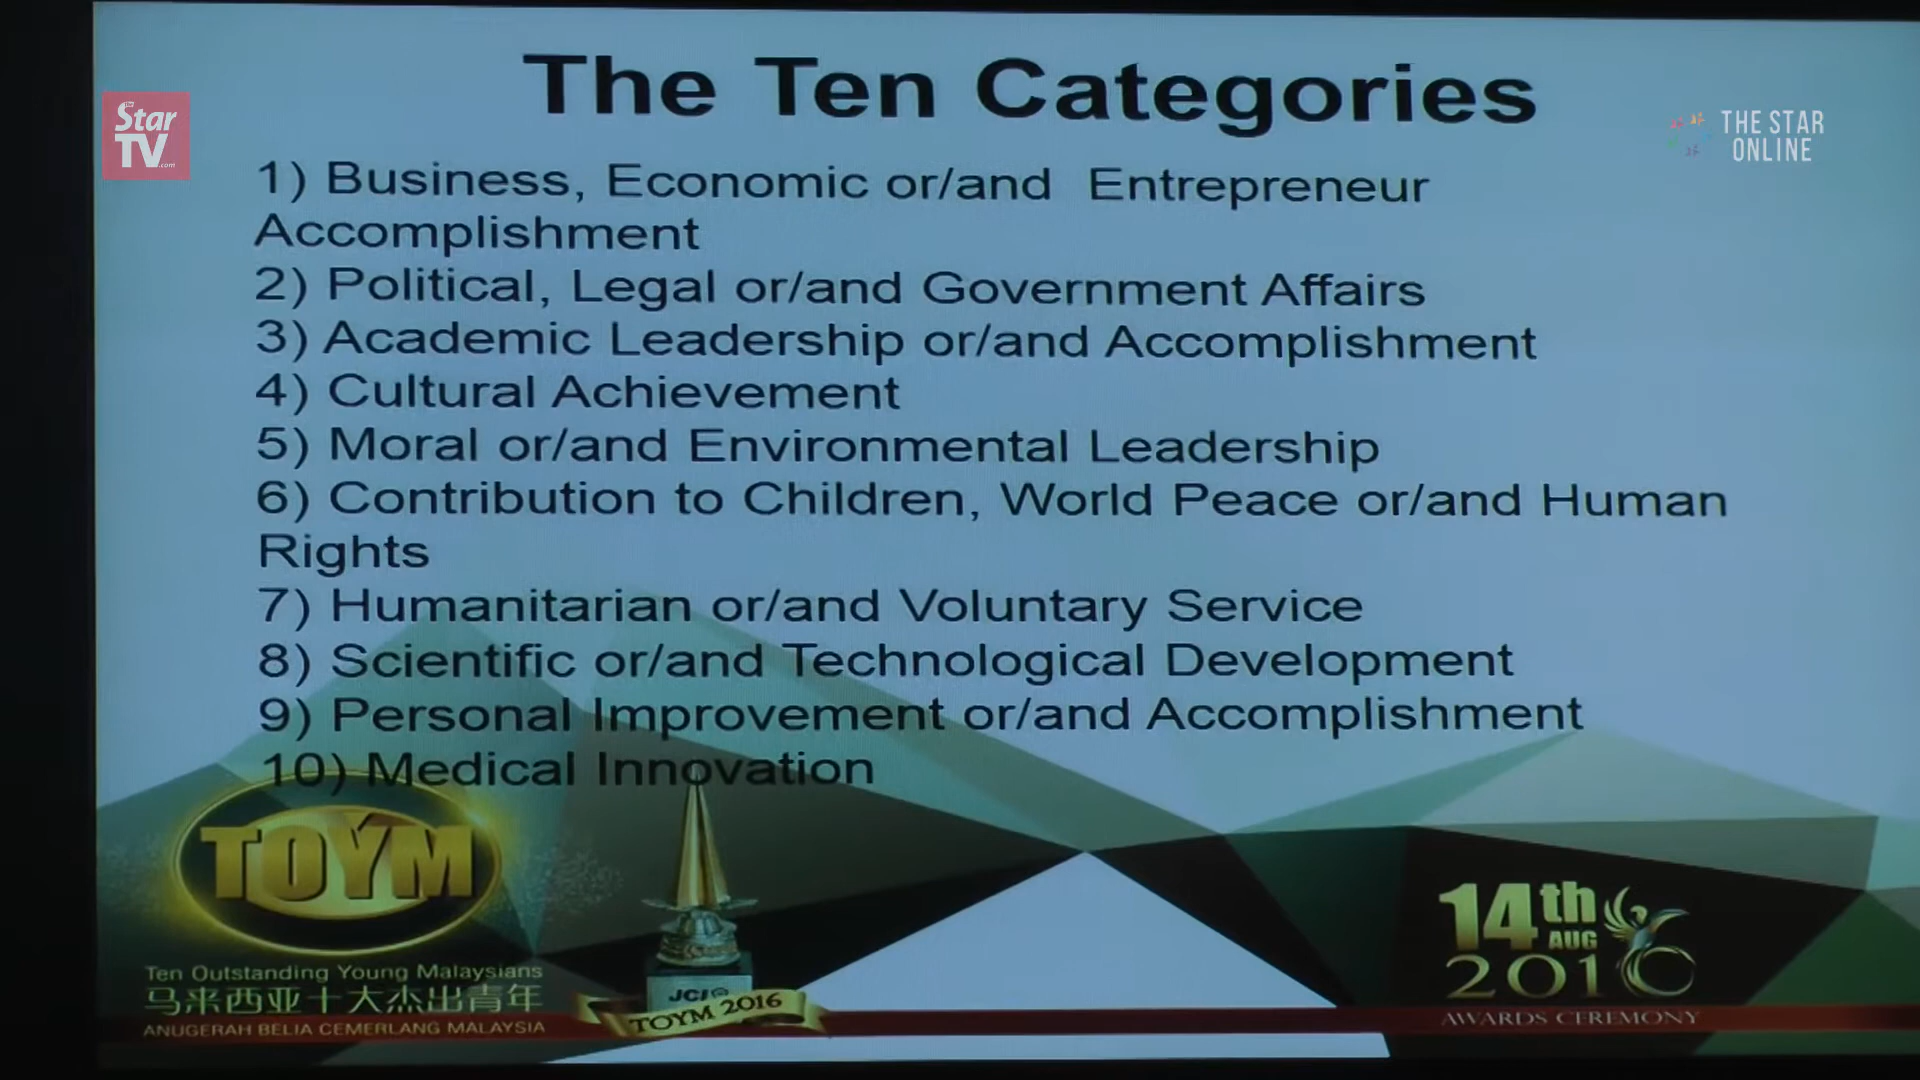 The Ten Categories
The Star TV.com
THE STAR
ONLINE
1) Business, Economic or/and Entrepreneur
Accomplishment
2) Political, Legal or/and Government Affairs
3) Academic Leadership or/and Accomplishment
4) Cultural Achievement
5) Moral or/and Environmental Leadership
6) Contribution to Children, World Peace or/and Human
Rights
7) Humanitarian or/and Voluntary Service
8) Scientific or/and Technological Development
9) Personal Improvement or/and Accomplishment
10) Medical Innovation
TOYM
Ten Outstanding Young Malaysians
马来西亚十大杰出青年
ANUGERAH BELIA CEMERLANG MALAYSIA
JCI
TOYM 2016
14th
AUG
2016
AWARDS CEREMONY